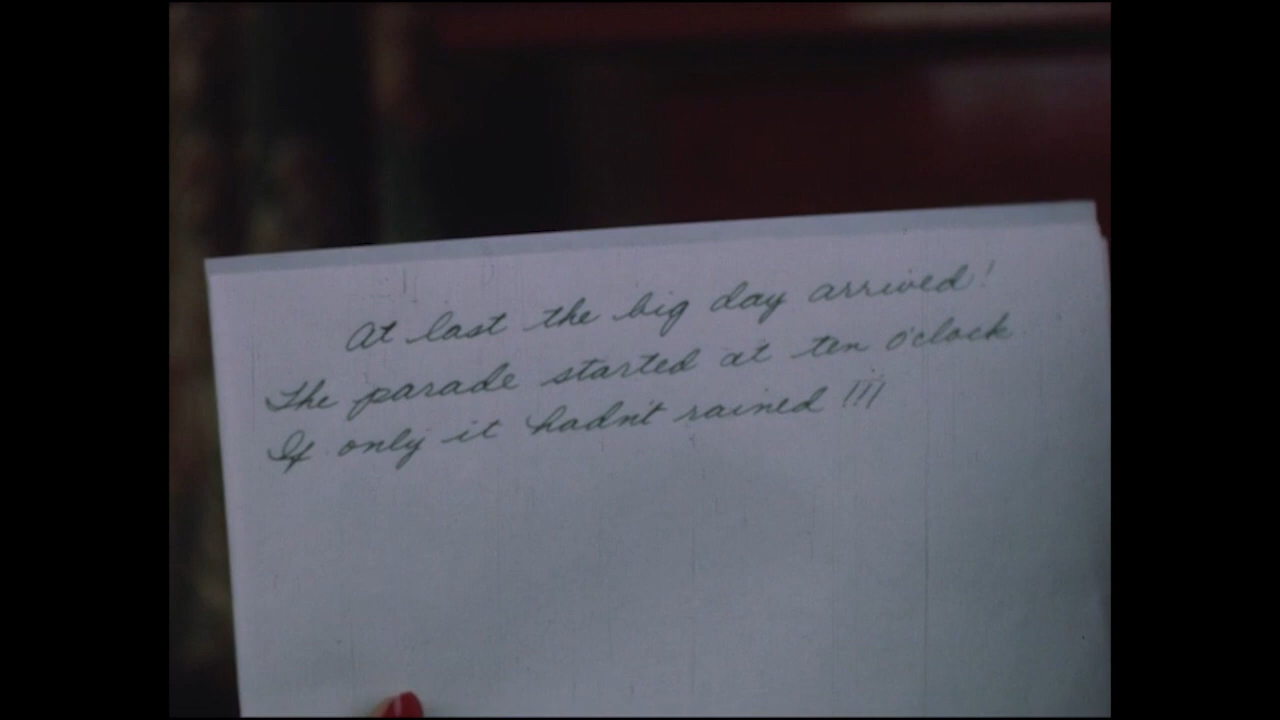 At last the big day arrived!
The parade started at ten o'clock
If only it hadn't rained !!!